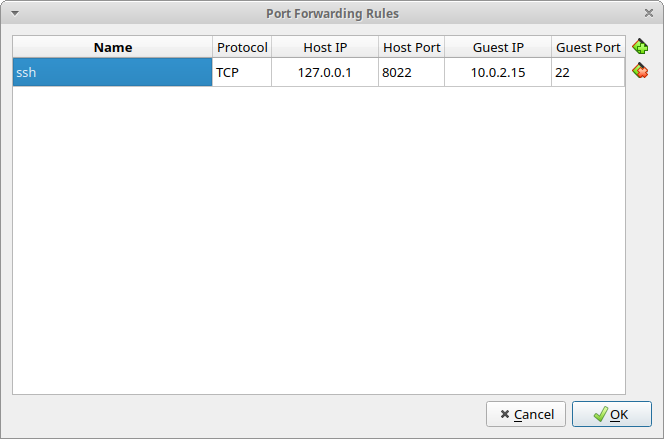 Port Forwarding Rules
Name Protocol Host IP Host Port Guest IP Guest Port
ssh TCP 127.0.0.1 8022 10.0.2.15 22
Cancel OK